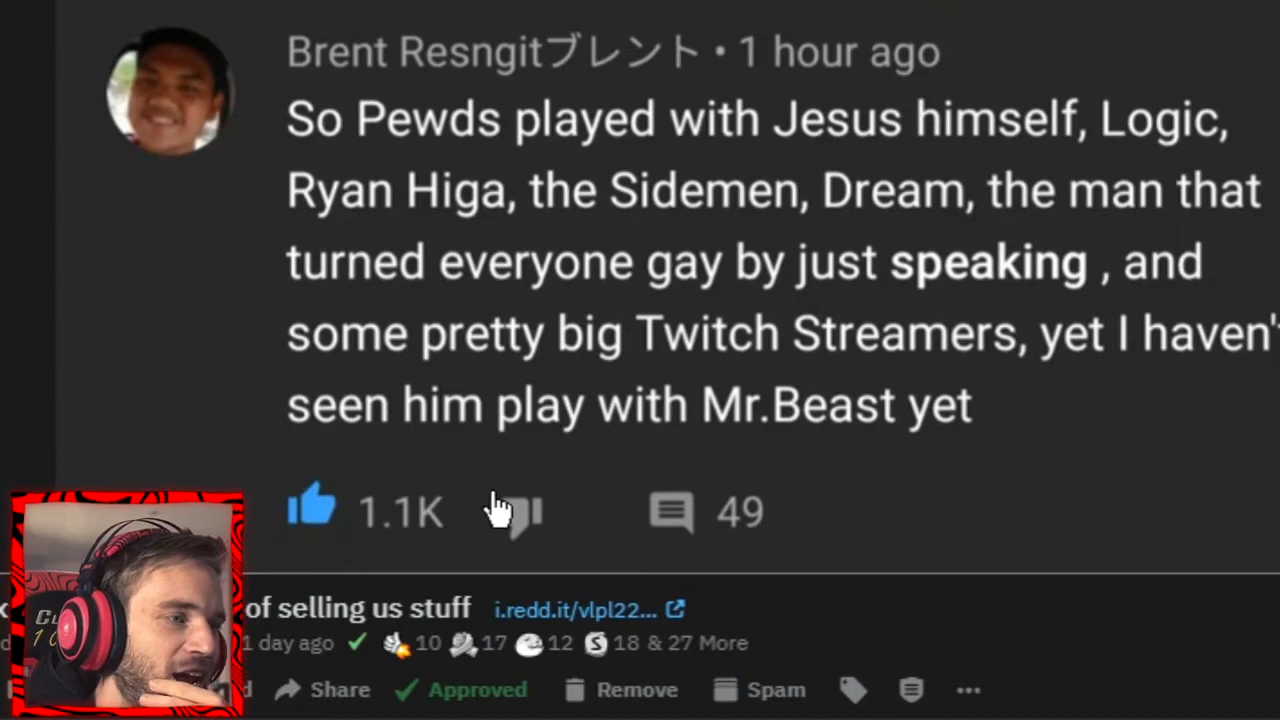 Brent Resngitブレント • 1 hour ago
So Pewds played with Jesus himself, Logic,
Ryan Higa, the Sidemen, Dream, the man that
turned everyone gay by just speaking , and
some pretty big Twitch Streamers, yet I haven'
seen him play with Mr.Beast yet
1.1K 49
of selling us stuff i.redd.it/vlpl22...
1 day ago 10 17 12 S 18 & 27 More
Share Approved Remove Spam